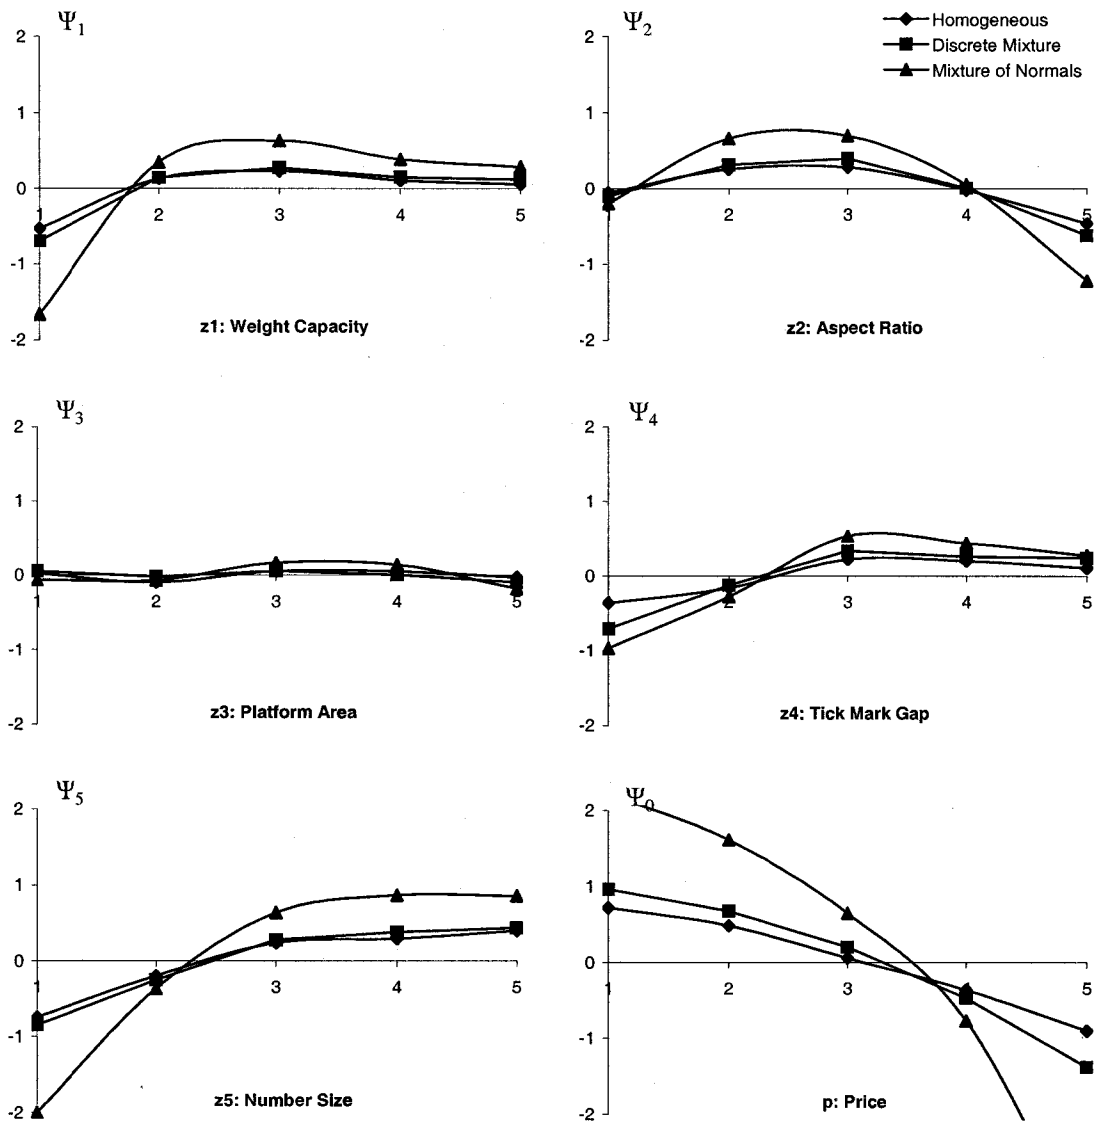 Ψ1
2
1
0
-1
-2
1 2 3 4 5
z1: Weight Capacity
Ψ2
Homogeneous
Discrete Mixture
Mixture of Normals
2
1
0
-1
-2
1 2 3 4 5
z2: Aspect Ratio
Ψ3
2
1
0
-1
-2
1 2 3 4 5
z3: Platform Area
Ψ4
2
1
0
-1
-2
1 2 3 4 5
z4: Tick Mark Gap
Ψ5
2
1
0
-1
-2
1 2 3 4 5
z5: Number Size
Ψ0
2
1
0
-1
-2
1 2 3 4 5
p: Price